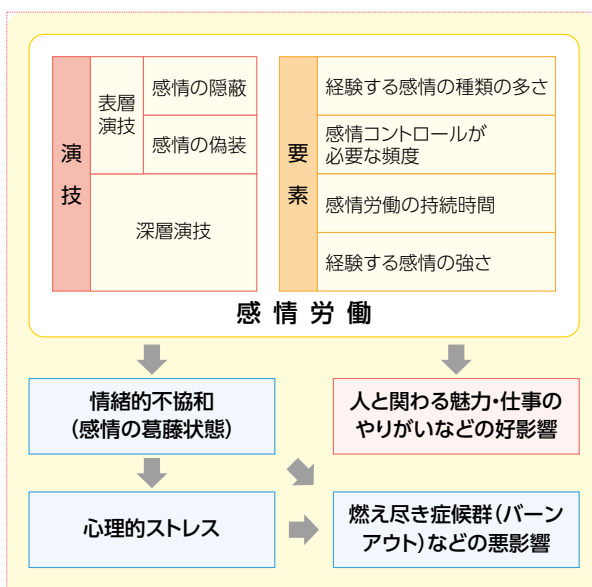 演技
表層
演技
感情の隠蔽
感情の偽装
深層演技
要素
経験する感情の種類の多さ
感情コントロールが
必要な頻度
感情労働の持続時間
経験する感情の強さ
感情労働
情緒的不協和
(感情の葛藤状態)
人と関わる魅力・仕事の
やりがいなどの好影響
心理的ストレス
燃え尽き症候群(バーン
アウト)などの悪影響